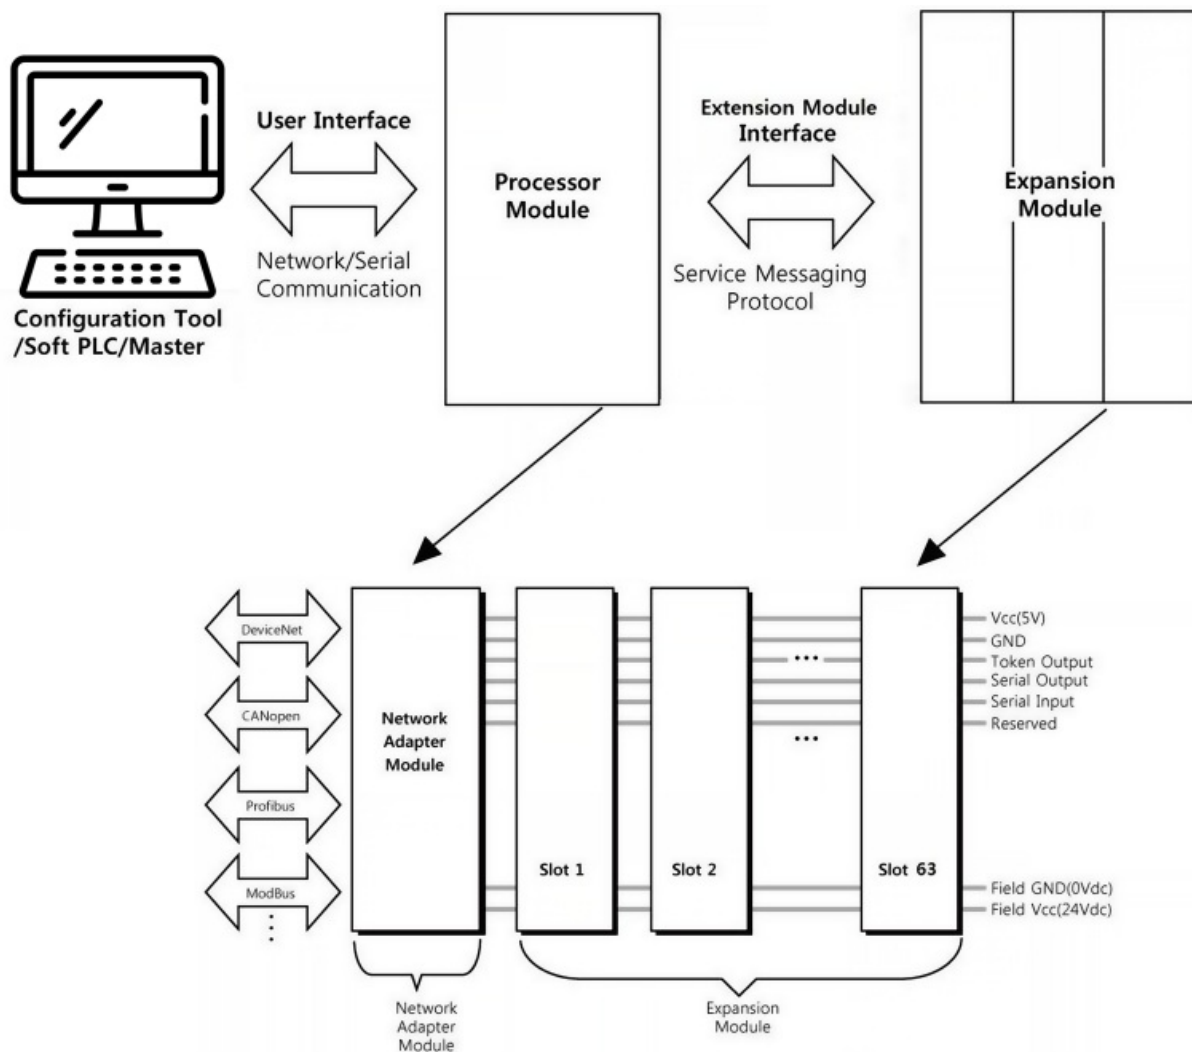 User Interface
Network/Serial
Communication
Configuration Tool
/Soft PLC/Master
Processor
Module
Extension Module
Interface
Service Messaging
Protocol
Expansion
Module
DeviceNet
CANopen
Profibus
ModBus
Network
Adapter
Module
Slot 1
Slot 2
...
...
Slot 63
Vcc(5V)
GND
Token Output
Serial Output
Serial Input
Reserved
Field GND(0Vdc)
Field Vcc(24Vdc)
Network
Adapter
Module
Expansion
Module